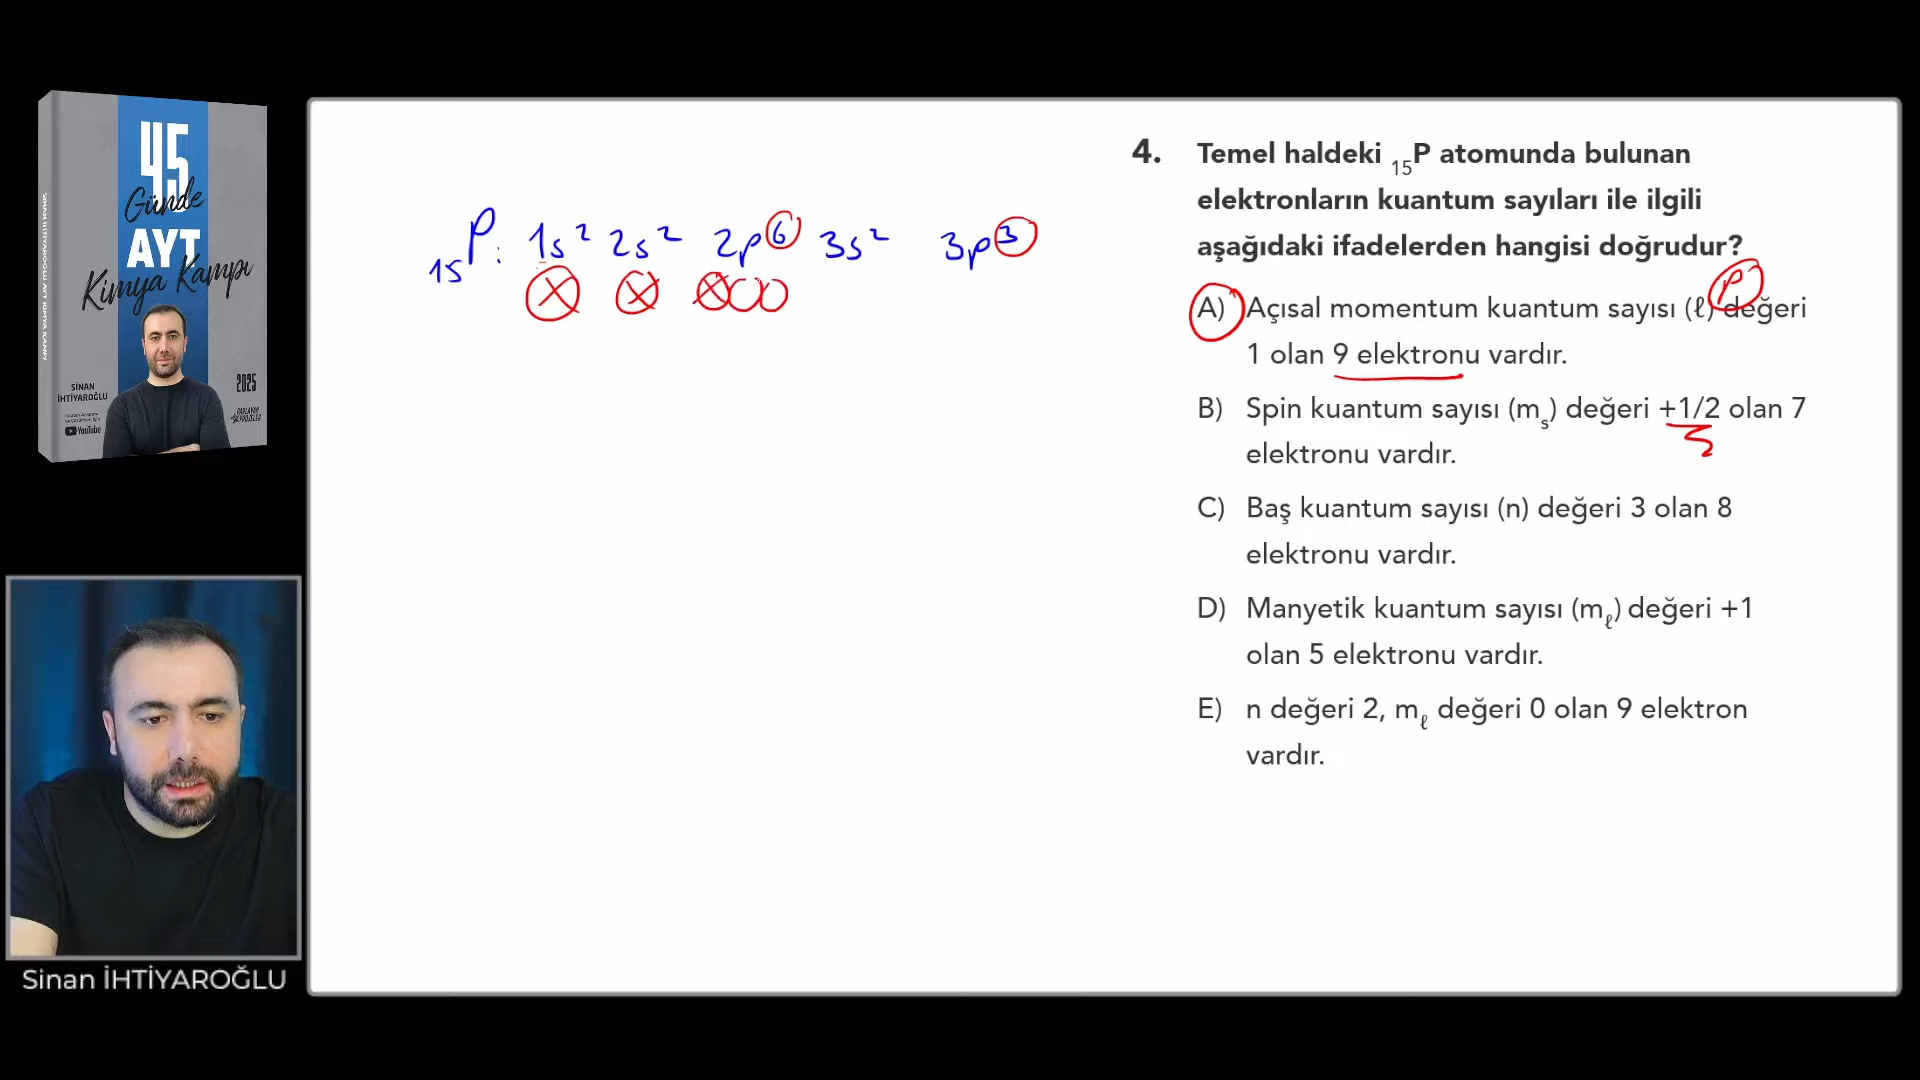 45
Günde
AYT
Kimya Kampı
SİNAN İHTİYAROĞLU
2025
YouTube
Sinan İHTİYAROĞLU
₁₅P: 1s² 2s² 2p⁶ 3s² 3p³
4. Temel haldeki ₁₅P atomunda bulunan
elektronların kuantum sayıları ile ilgili
aşağıdaki ifadelerden hangisi doğrudur?
p
A) Açısal momentum kuantum sayısı (ℓ) değeri
1 olan 9 elektronu vardır.
B) Spin kuantum sayısı (mₛ) değeri +1/2 olan 7
elektronu vardır.
C) Baş kuantum sayısı (n) değeri 3 olan 8
elektronu vardır.
D) Manyetik kuantum sayısı (mℓ) değeri +1
olan 5 elektronu vardır.
E) n değeri 2, mℓ değeri 0 olan 9 elektron
vardır.